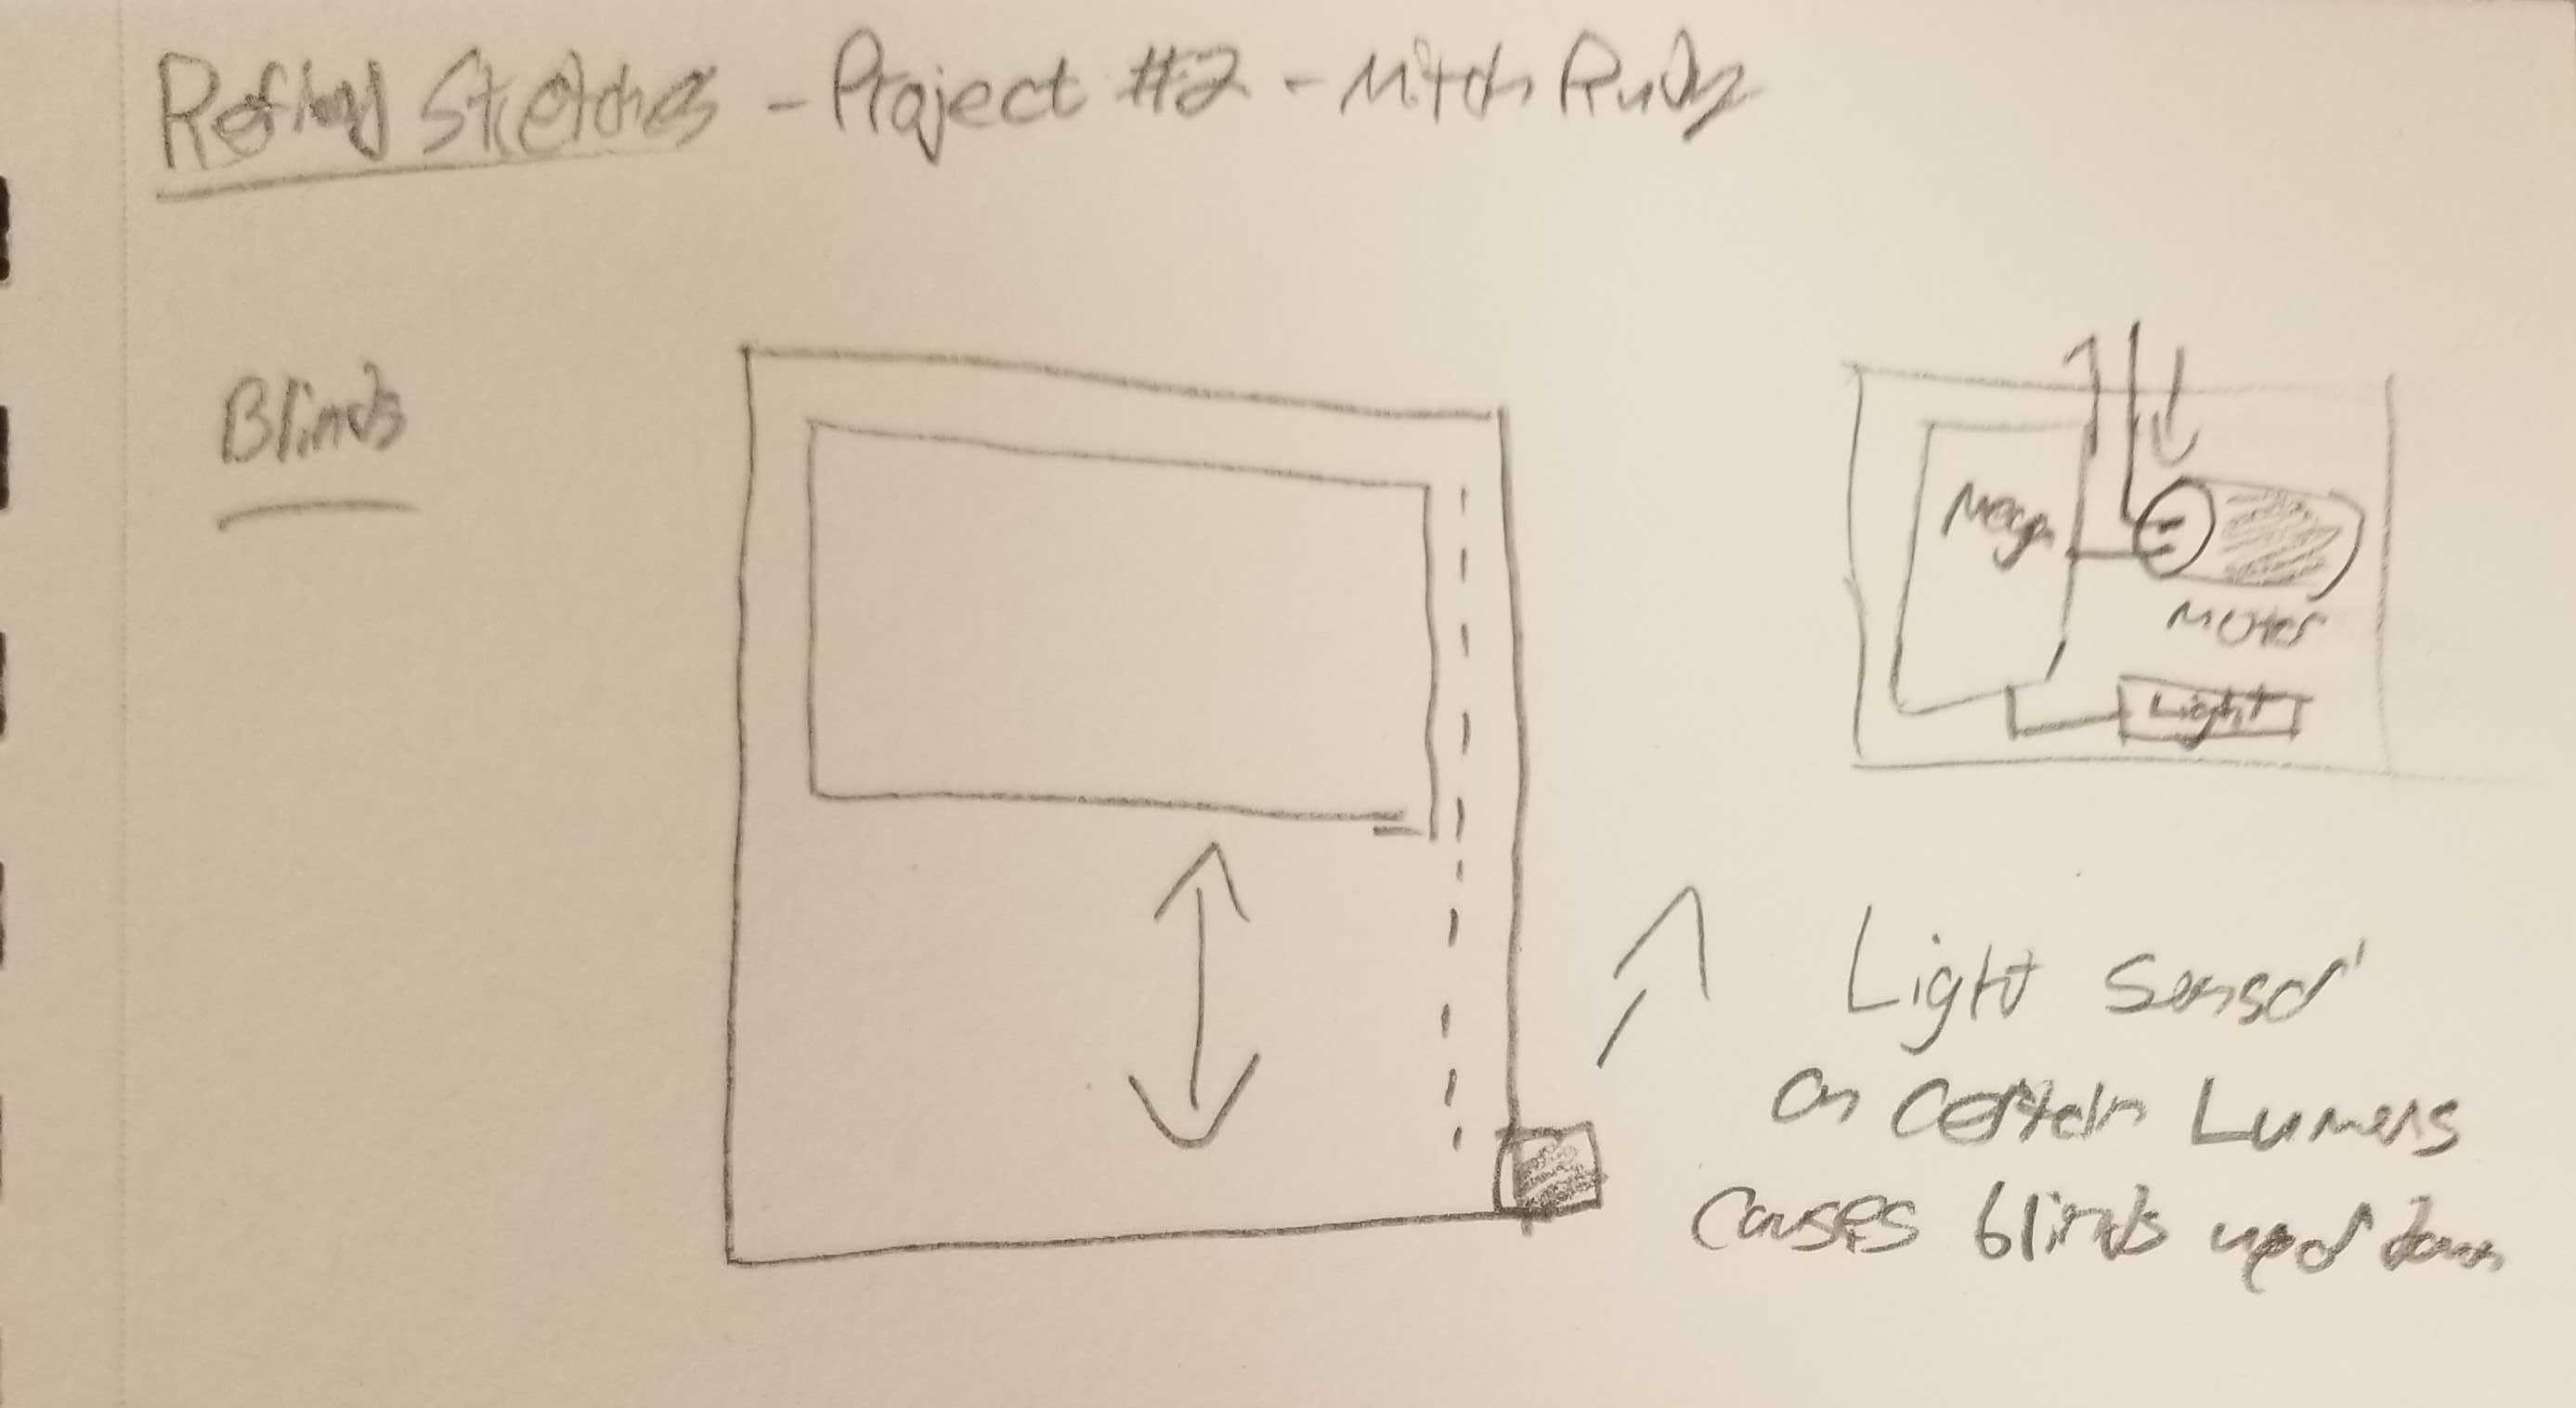 Refined Sketches - Project #2 - Mitch Rudy
Blinds
Mega
Motor
Light
Light Sensor
on certain Lumens
causes blinds up or down